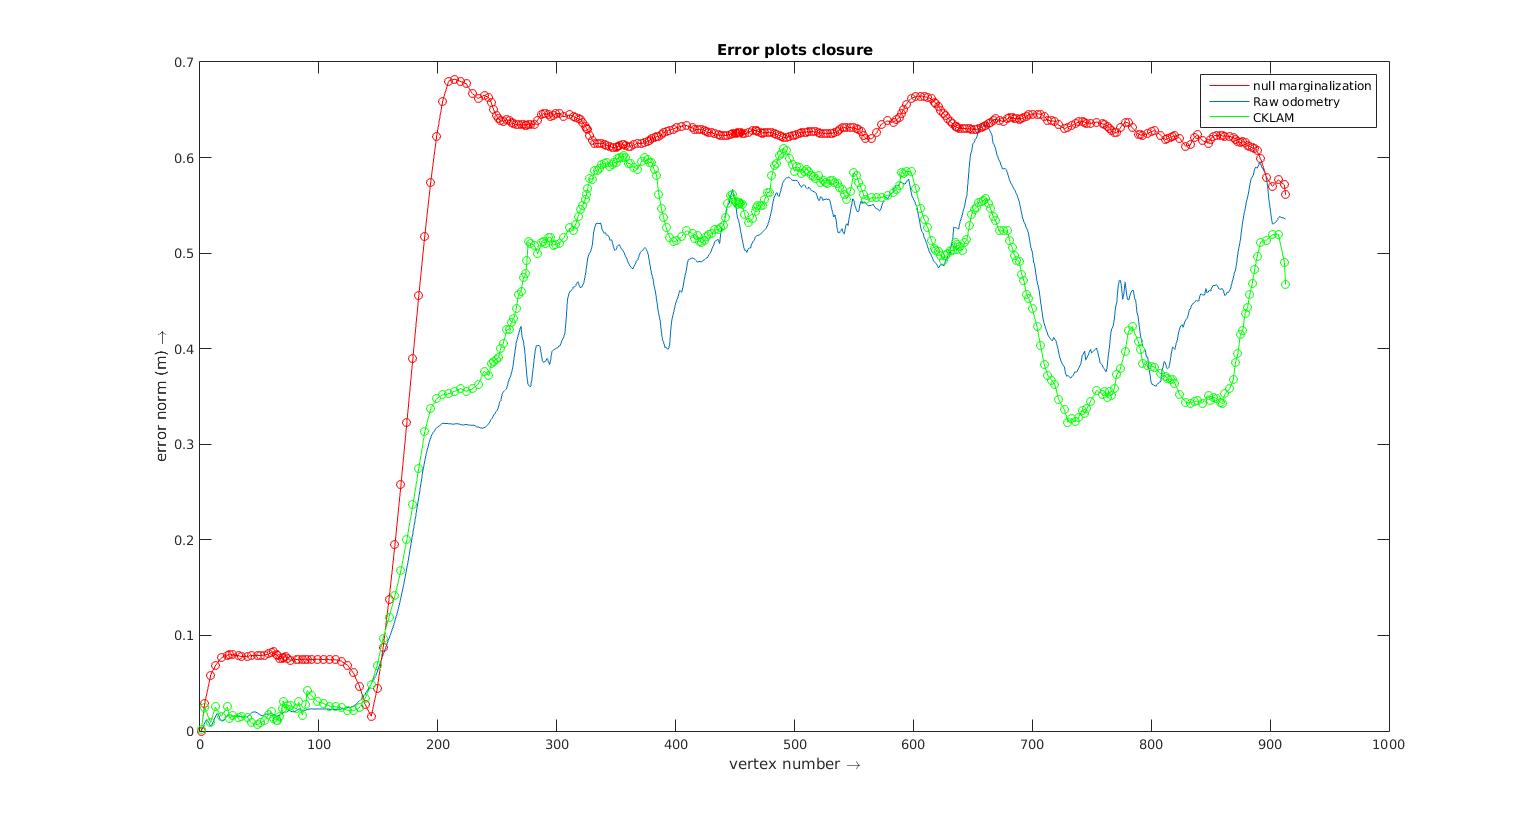 Error plots closure
null marginalization
Raw odometry
CKLAM
0.7
0.6
0.5
0.4
0.3
0.2
0.1
0
error norm (m) →
0 100 200 300 400 500 600 700 800 900 1000
vertex number →